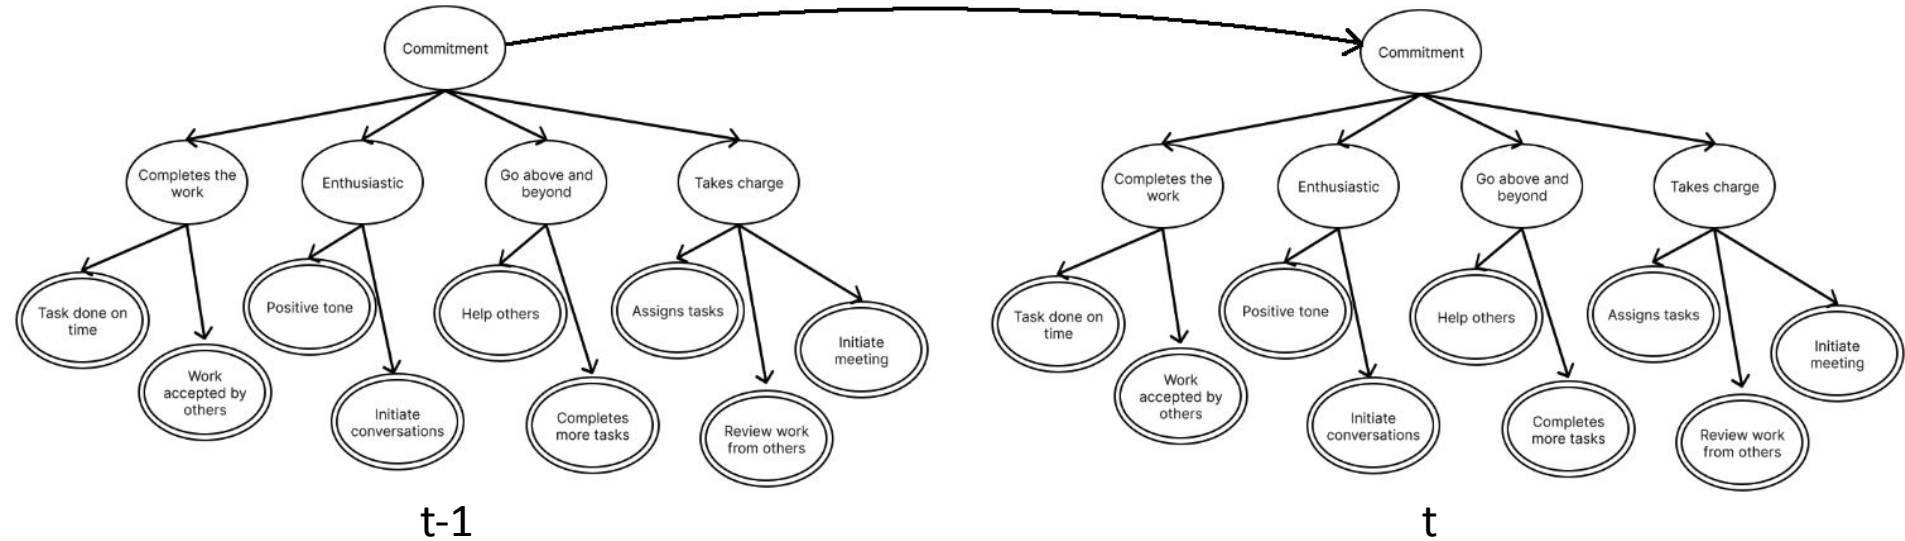 Commitment
Completes the
work
Enthusiastic
Go above and
beyond
Takes charge
Task done on
time
Positive tone
Help others
Assigns tasks
Initiate
meeting
Work
accepted by
others
Initiate
conversations
Completes
more tasks
Review work
from others
t-1
Commitment
Completes the
work
Enthusiastic
Go above and
beyond
Takes charge
Task done on
time
Positive tone
Help others
Assigns tasks
Initiate
meeting
Work
accepted by
others
Initiate
conversations
Completes
more tasks
Review work
from others
t